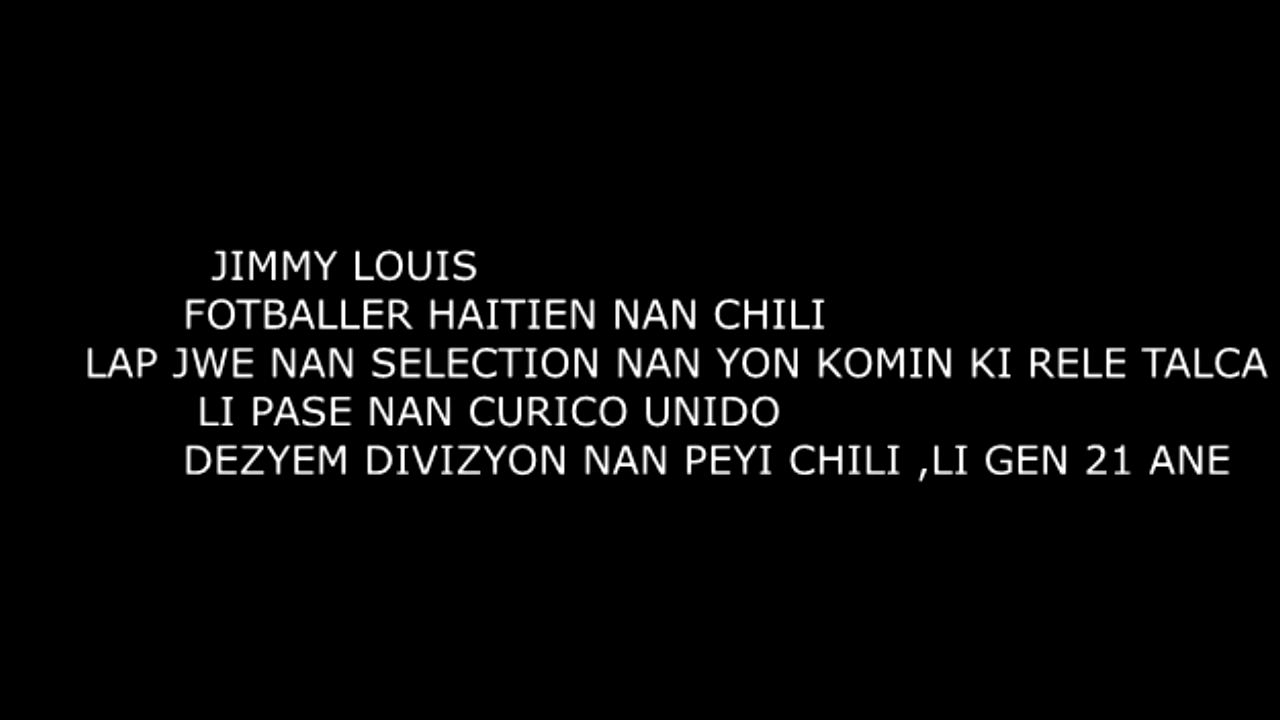 JIMMY LOUIS
FOTBALLER HAITIEN NAN CHILI
LAP JWE NAN SELECTION NAN YON KOMIN KI RELE TALCA
LI PASE NAN CURICO UNIDO
DEZYEM DIVIZYON NAN PEYI CHILI ,LI GEN 21 ANE